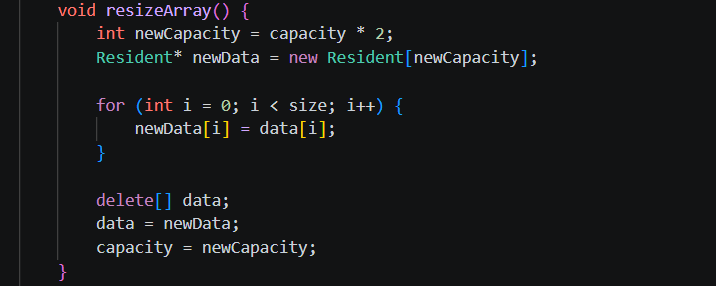 void resizeArray() {
int newCapacity = capacity * 2;
Resident* newData = new Resident[newCapacity];
for (int i = 0; i < size; i++) {
newData[i] = data[i];
}
delete[] data;
data = newData;
capacity = newCapacity;
}